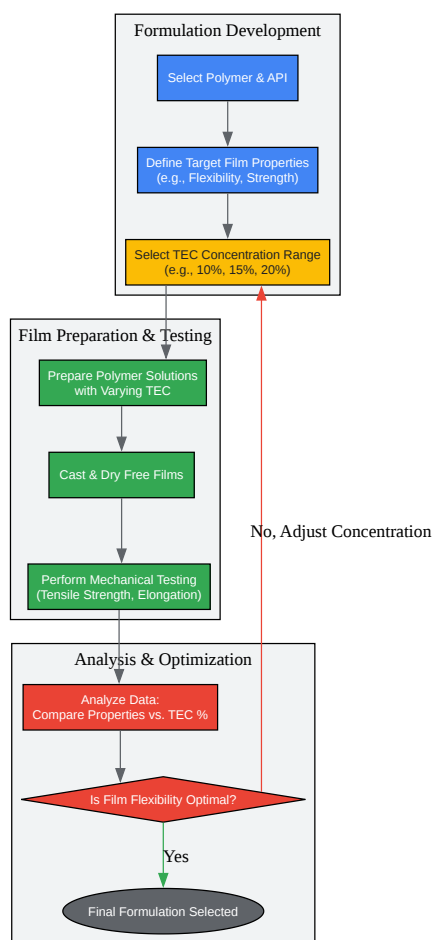 Formulation Development
Select Polymer & API
Define Target Film Properties
(e.g., Flexibility, Strength)
Select TEC Concentration Range
(e.g., 10%, 15%, 20%)
Film Preparation & Testing
Prepare Polymer Solutions
with Varying TEC
Cast & Dry Free Films
No, Adjust Concentration
Perform Mechanical Testing
(Tensile Strength, Elongation)
Analysis & Optimization
Analyze Data:
Compare Properties vs. TEC %
Is Film Flexibility Optimal?
Yes
Final Formulation Selected